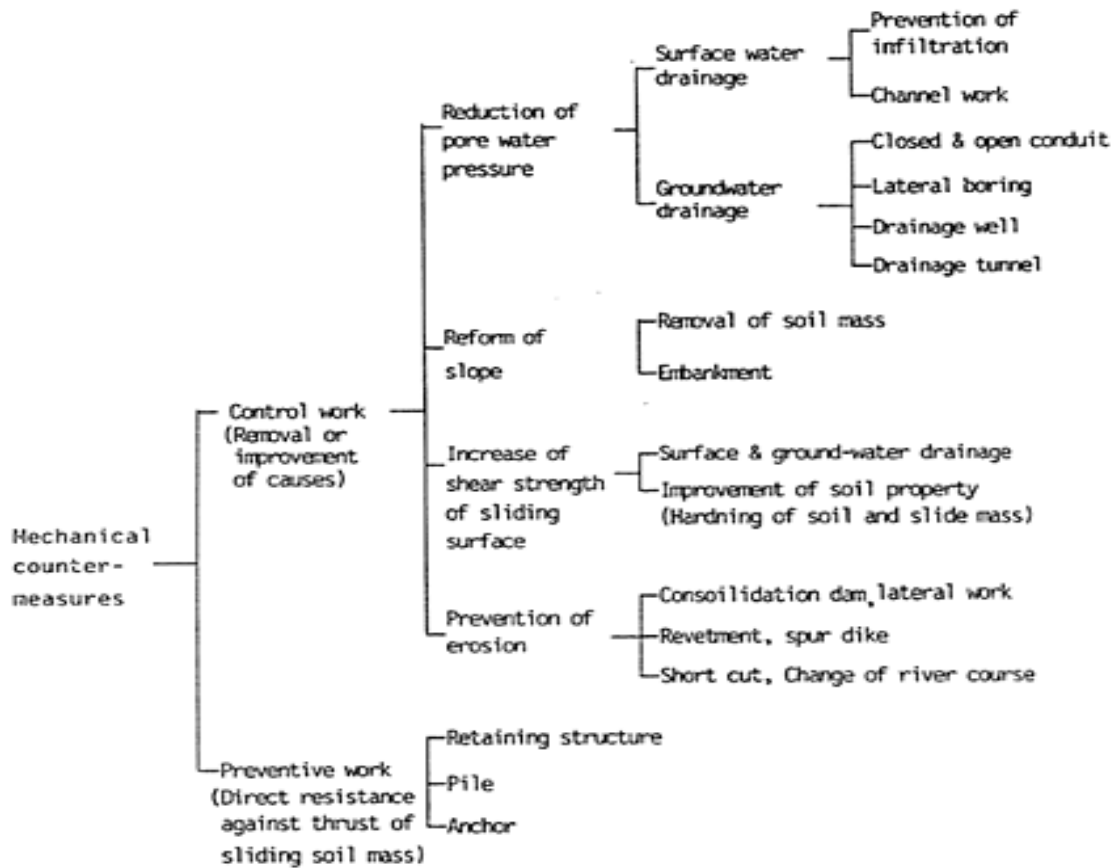 Prevention of
infiltration
Surface water
drainage
Channel work
Reduction of
pore water
pressure
Closed & open conduit
Lateral boring
Groundwater
drainage
Drainage well
Drainage tunnel
Removal of soil mass
Reform of
slope
Embankment
Control work
(Removal or
improvement
of causes)
Increase of
shear strength
of sliding
surface
Surface & ground-water drainage
Improvement of soil property
(Hardning of soil and slide mass)
Mechanical
counter-
measures
Prevention of
erosion
Consoilidation dam, lateral work
Revetment, spur dike
Short cut, Change of river course
Preventive work
(Direct resistance
against thrust of
sliding soil mass)
Retaining structure
Pile
Anchor